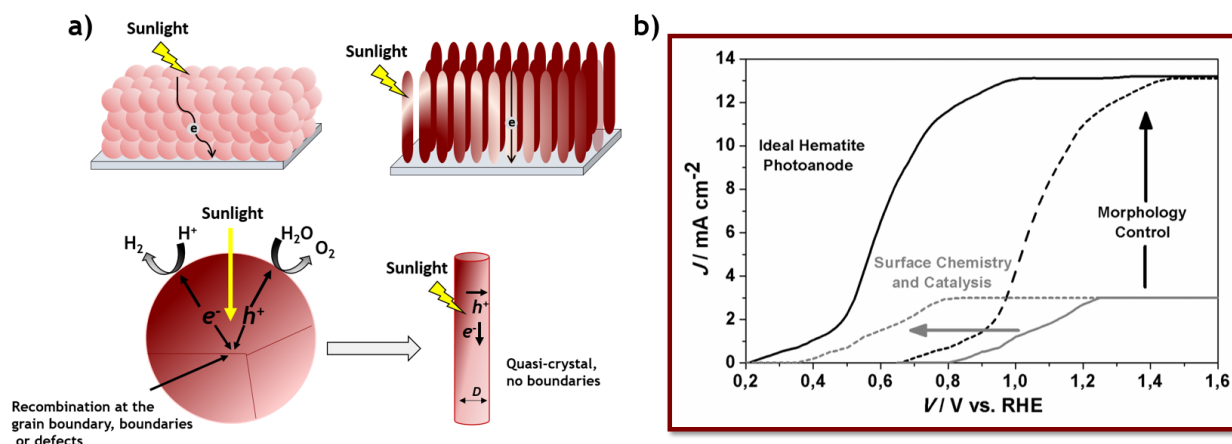 a)
Sunlight
e
Sunlight
e
Sunlight
H₂
H⁺
H₂O
O₂
e⁻
h⁺
Recombination at the
grain boundary, boundaries
or defects
Sunlight
h⁺
e⁻
D
Quasi-crystal,
no boundaries
b)
J / mA cm⁻²
14
12
10
8
6
4
2
0
Ideal Hematite
Photoanode
Morphology
Control
Surface Chemistry
and Catalysis
0,2 0,4 0,6 0,8 1,0 1,2 1,4 1,6
V / V vs. RHE